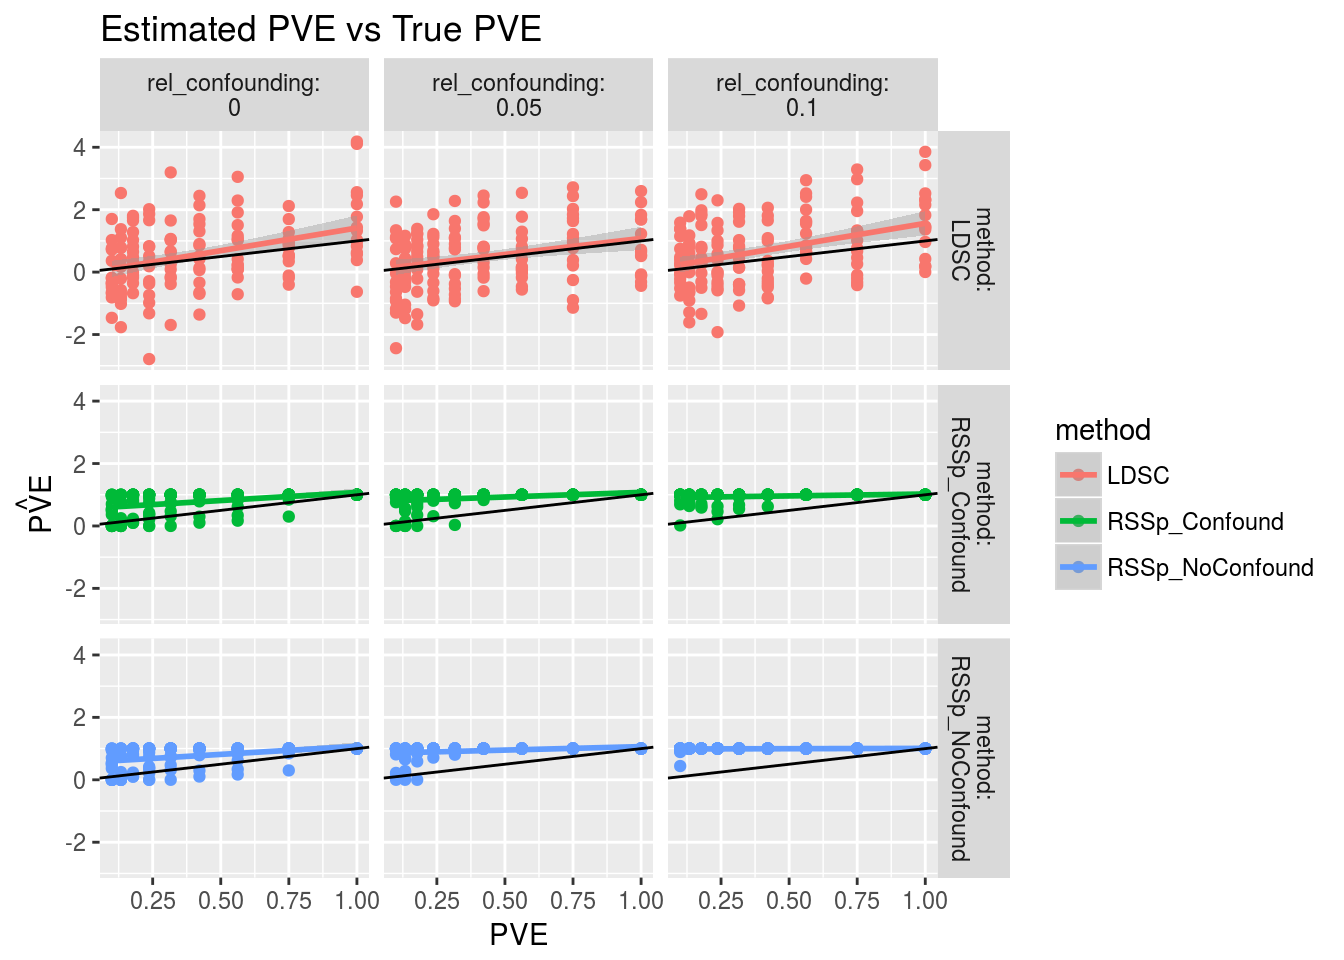 Estimated PVE vs True PVE
rel_confounding:
0
rel_confounding:
0.05
rel_confounding:
0.1
4
2
0
-2
method:
LDSC
4
2
0
-2
method:
RSSp_Confound
4
2
0
-2
method:
RSSp_NoConfound
0.25 0.50 0.75 1.00
0.25 0.50 0.75 1.00
0.25 0.50 0.75 1.00
PVE
PV̂E
method
LDSC
RSSp_Confound
RSSp_NoConfound